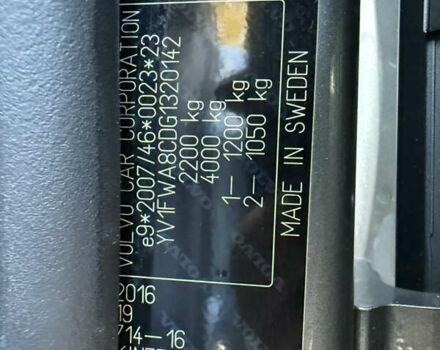 VOLVO CAR CORPORATION
e9*2007/46*0023*23
YV1FWA8CDG1320142
2200 kg
4000 kg
1— 1200 kg
2— 1050 kg
MADE IN SWEDEN
2016
19
714—16